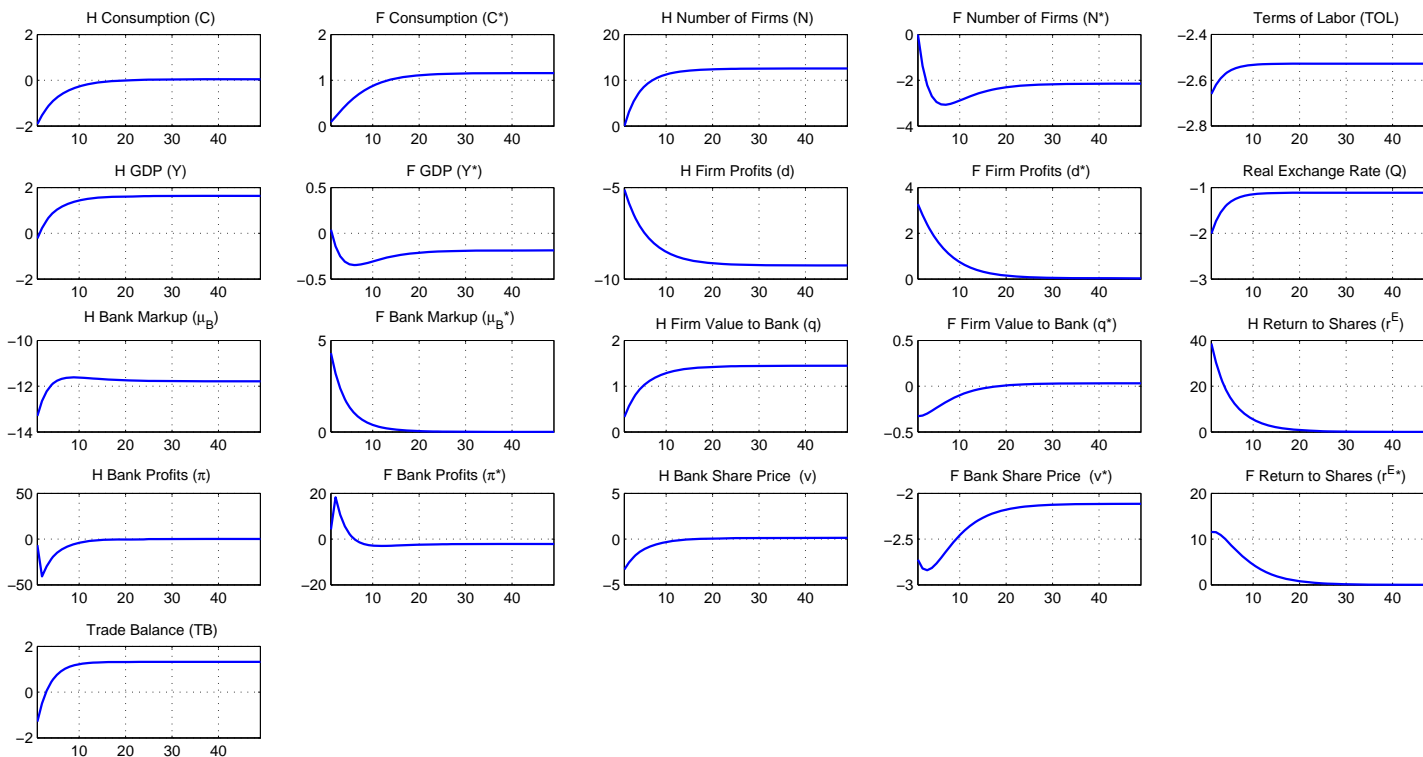 H Consumption (C)
2
0
−2
10 20 30 40
F Consumption (C*)
2
1
0
10 20 30 40
H Number of Firms (N)
20
10
0
10 20 30 40
F Number of Firms (N*)
0
−2
−4
10 20 30 40
Terms of Labor (TOL)
−2.4
−2.6
−2.8
10 20 30 40
H GDP (Y)
2
0
−2
10 20 30 40
F GDP (Y*)
0.5
0
−0.5
10 20 30 40
H Firm Profits (d)
−5
−10
10 20 30 40
F Firm Profits (d*)
4
2
0
10 20 30 40
Real Exchange Rate (Q)
−1
−2
−3
10 20 30 40
H Bank Markup (μB)
−10
−12
−14
10 20 30 40
F Bank Markup (μB*)
5
0
10 20 30 40
H Firm Value to Bank (q)
2
1
0
10 20 30 40
F Firm Value to Bank (q*)
0.5
0
−0.5
10 20 30 40
H Return to Shares (rE)
40
20
0
10 20 30 40
H Bank Profits (π)
50
0
−50
10 20 30 40
F Bank Profits (π*)
20
0
−20
10 20 30 40
H Bank Share Price (v)
5
0
−5
10 20 30 40
F Bank Share Price (v*)
−2
−2.5
−3
10 20 30 40
F Return to Shares (rE*)
20
10
0
10 20 30 40
Trade Balance (TB)
2
0
−2
10 20 30 40